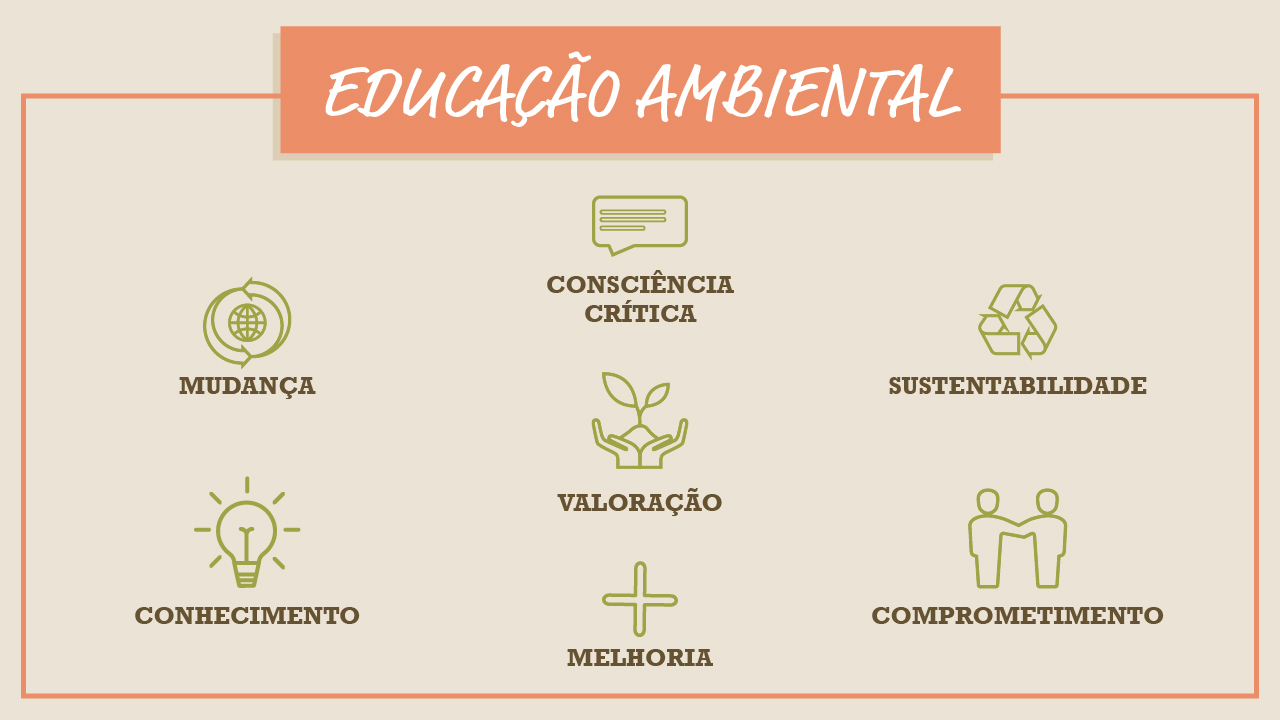 EDUCAÇÃO AMBIENTAL
CONSCIÊNCIA
CRÍTICA
MUDANÇA
SUSTENTABILIDADE
VALORAÇÃO
CONHECIMENTO
COMPROMETIMENTO
MELHORIA